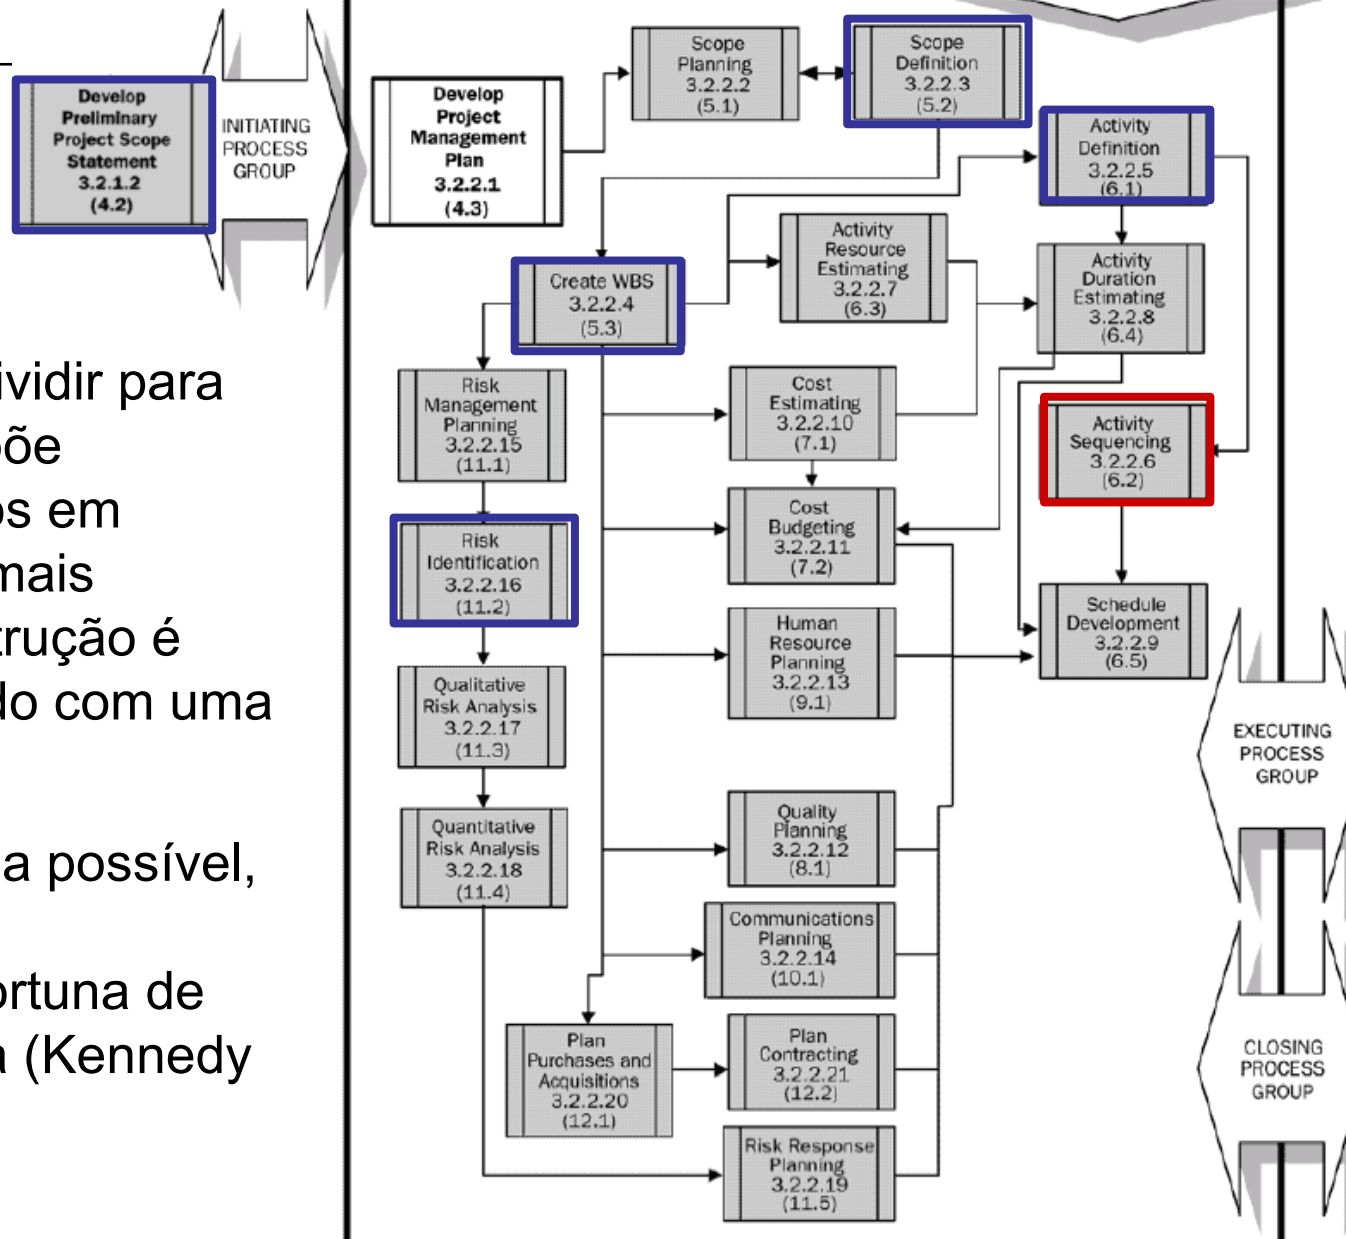 Develop
Preliminary
Project Scope
Statement
3.2.1.2
(4.2)
INITIATING
PROCESS
GROUP
Develop
Project
Management
Plan
3.2.2.1
(4.3)
Scope
Planning
3.2.2.2
(5.1)
Scope
Definition
3.2.2.3
(5.2)
Activity
Definition
3.2.2.5
(6.1)
Activity
Resource
Estimating
3.2.2.7
(6.3)
Activity
Duration
Estimating
3.2.2.8
(6.4)
Create WBS
3.2.2.4
(5.3)
Risk
Management
Planning
3.2.2.15
(11.1)
Cost
Estimating
3.2.2.10
(7.1)
Activity
Sequencing
3.2.2.6
(6.2)
Cost
Budgeting
3.2.2.11
(7.2)
Risk
Identification
3.2.2.16
(11.2)
Human
Resource
Planning
3.2.2.13
(9.1)
Schedule
Development
3.2.2.9
(6.5)
Qualitative
Risk Analysis
3.2.2.17
(11.3)
Quantitative
Risk Analysis
3.2.2.18
(11.4)
Quality
Planning
3.2.2.12
(8.1)
Communications
Planning
3.2.2.14
(10.1)
Plan
Purchases and
Acquisitions
3.2.2.20
(12.1)
Plan
Contracting
3.2.2.21
(12.2)
Risk Response
Planning
3.2.2.19
(11.5)
EXECUTING
PROCESS
GROUP
CLOSING
PROCESS
GROUP
ividir para
õe
os em
mais
trução é
do com uma
a possível,
ortuna de
a (Kennedy